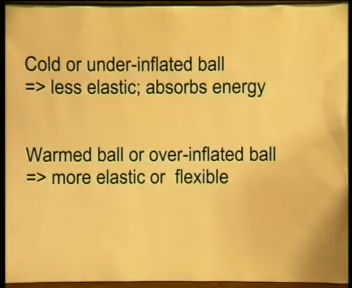 Cold or under-inflated ball
=> less elastic; absorbs energy
Warmed ball or over-inflated ball
=> more elastic or flexible